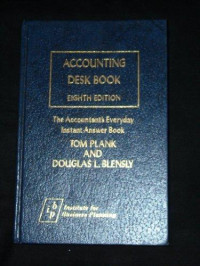 ACCOUNTING
DESK BOOK
EIGHTH EDITION
The Accountant's Everyday
Instant Answer Book
TOM PLANK
AND
DOUGLAS L. BLENSLY
ibp
Institute for
Business Planning